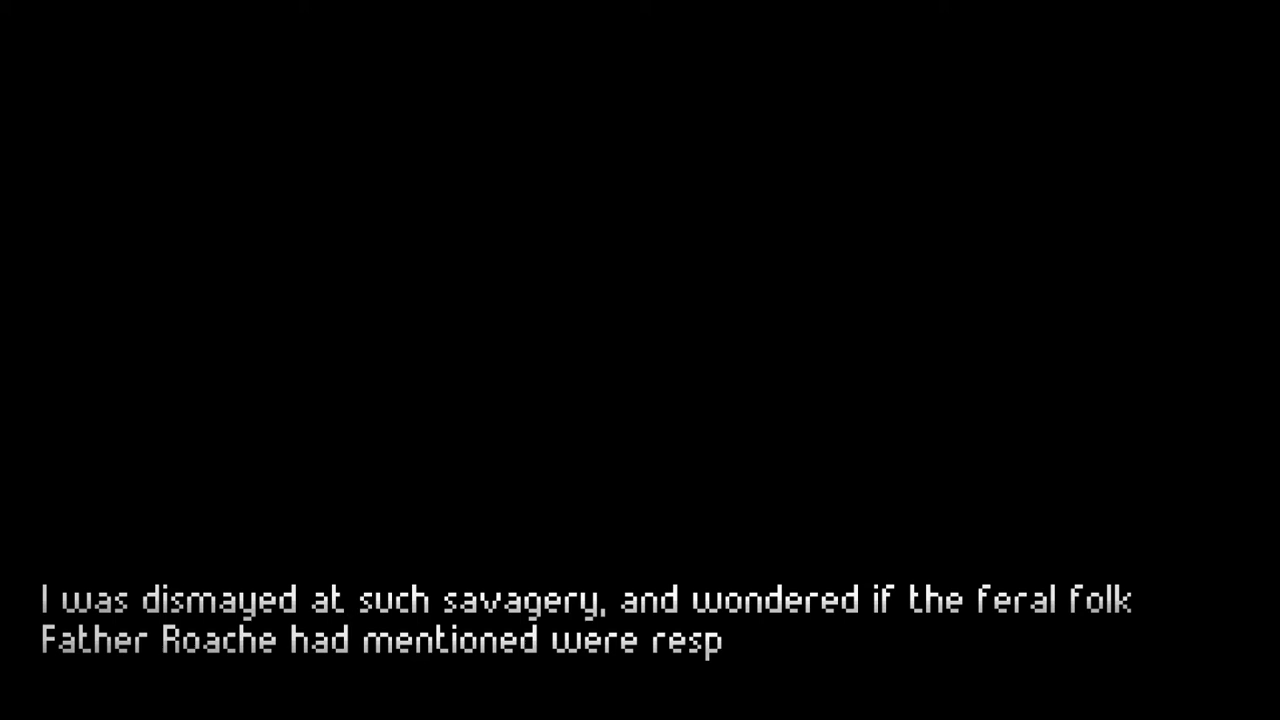 I was dismayed at such savagery, and wondered if the feral folk
Father Roache had mentioned were resp